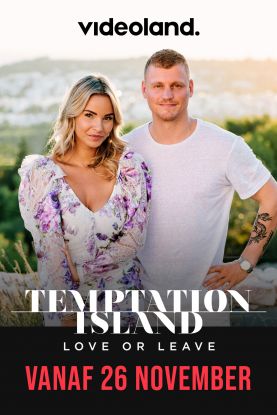 videoland.
TEMPTATION
ISLAND
LOVE OR LEAVE
VANAF 26 NOVEMBER